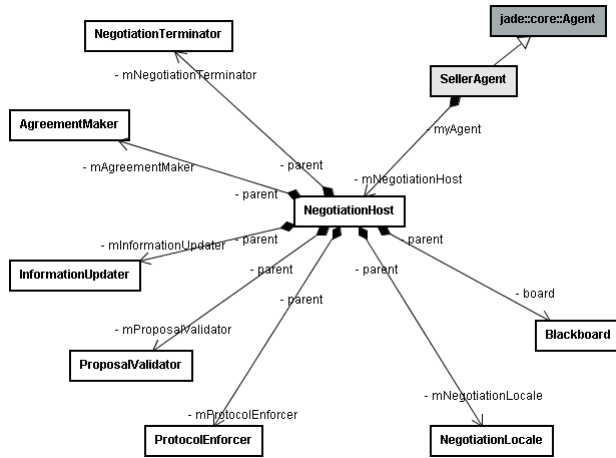 jade::core::Agent
NegotiationTerminator
- mNegotiationTerminator
SellerAgent
AgreementMaker
- myAgent
- mAgreementMaker
- parent
- mNegotiationHost
- parent
NegotiationHost
- mInformationUpdater
- parent
- parent
InformationUpdater
- parent
- parent
- parent
- board
- mProposalValidator
Blackboard
ProposalValidator
- mNegotiationLocale
- mProtocolEnforcer
ProtocolEnforcer
NegotiationLocale